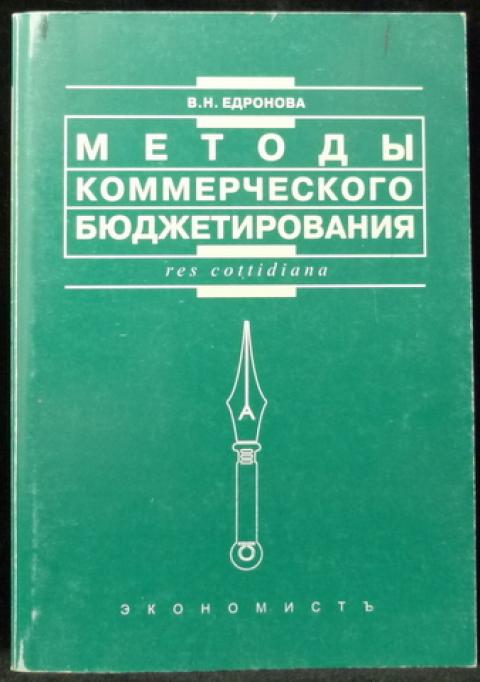 В.Н. ЕДРОНОВА
МЕТОДЫ
КОММЕРЧЕСКОГО
БЮДЖЕТИРОВАНИЯ
res cottidiana
ЭКОНОМИСТЪ